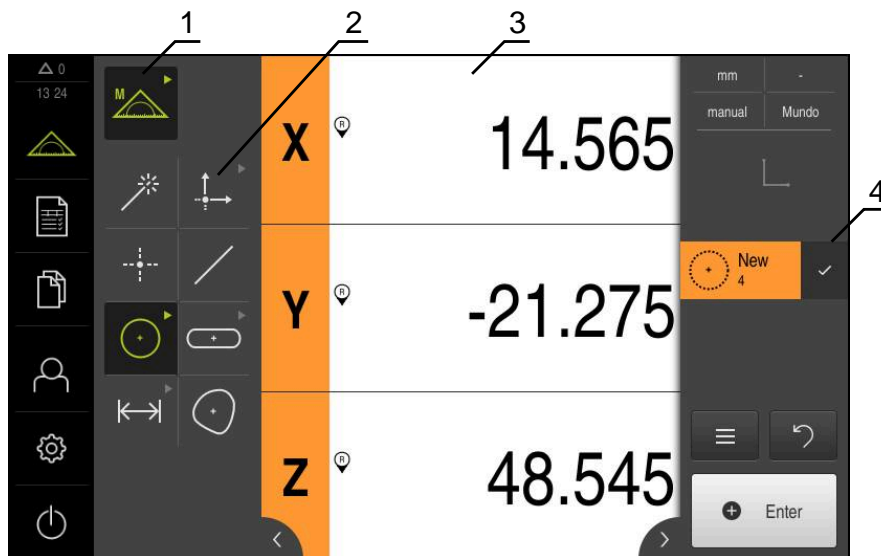 1 2 3
0
13 24
M
X R 14.565
mm -
manual Mundo
4
New
4
Y R -21.275
Z R 48.545
Enter